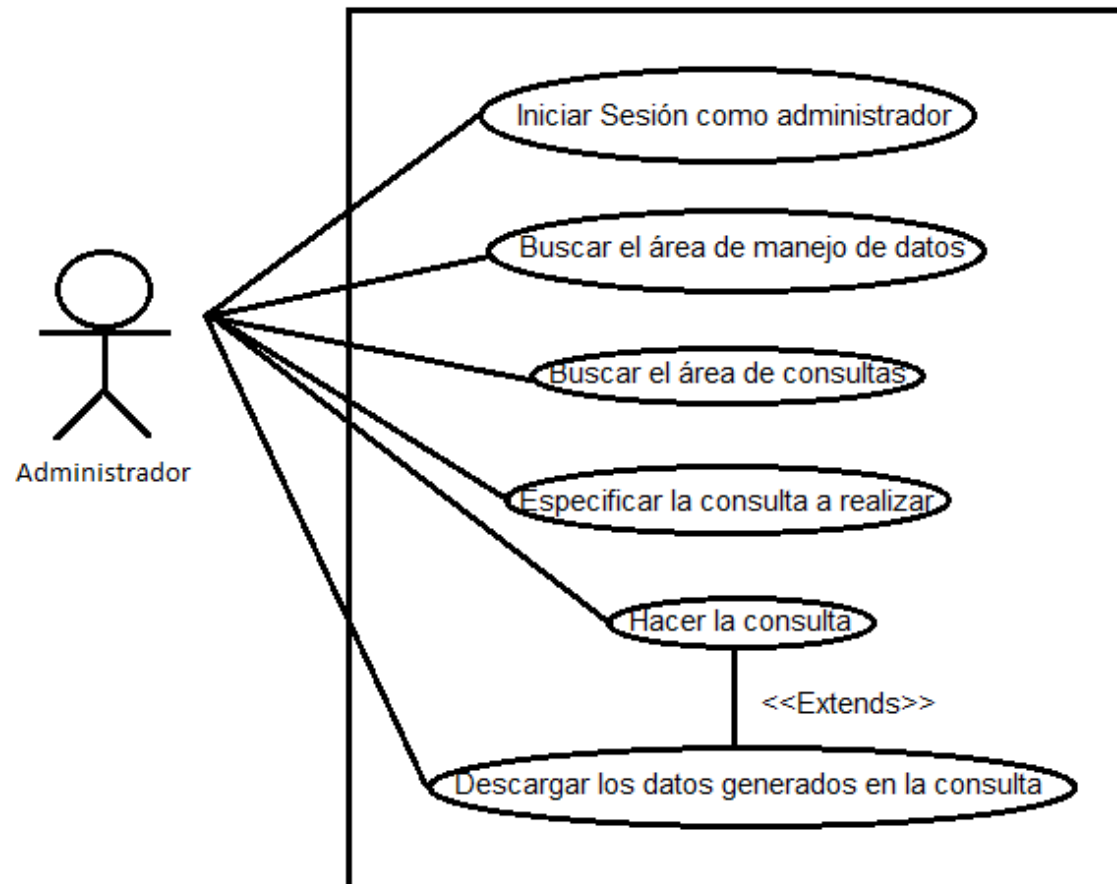 Iniciar Sesión como administrador
Buscar el área de manejo de datos
Buscar el área de consultas
Administrador
Especificar la consulta a realizar
Hacer la consulta
<<Extends>>
Descargar los datos generados en la consulta